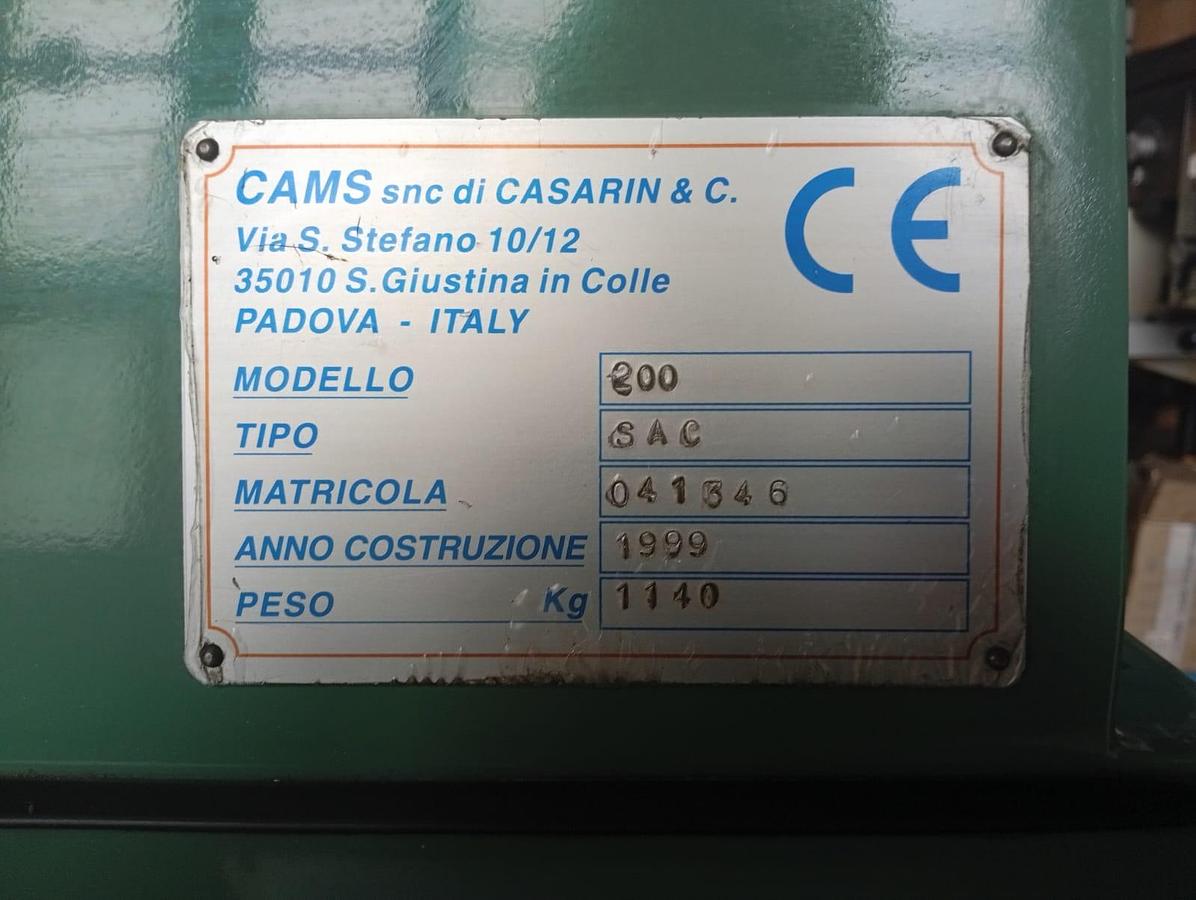 CAMS snc di CASARIN & C.
CE
Via S. Stefano 10/12
35010 S.Giustina in Colle
PADOVA - ITALY
MODELLO 200
TIPO SAC
MATRICOLA
ANNO COSTRUZIONE 1999
PESO Kg 1140